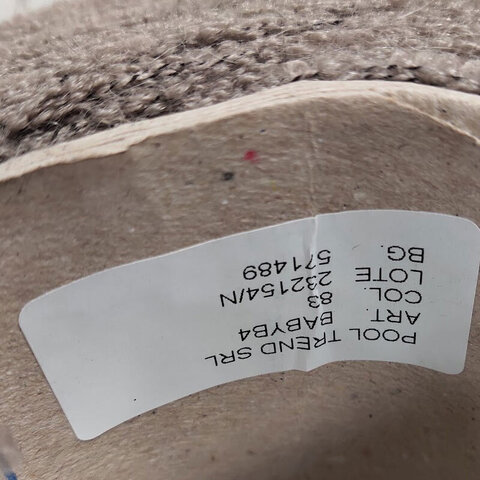 POOL TREND SRL
ART. BABYB4
COL. 83
LOTE 232154/N
BG. 571489